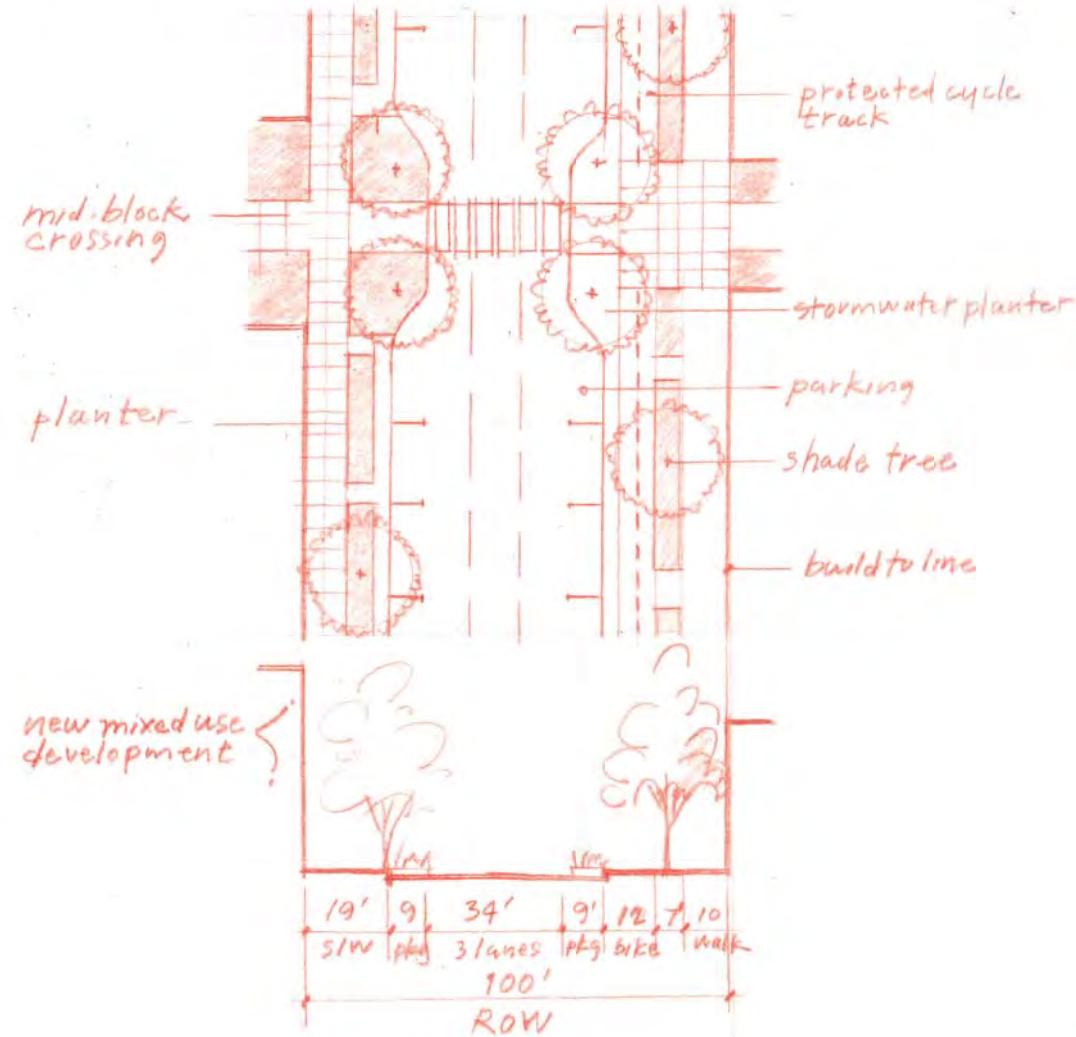 protected cycle
track
mid-block
crossing
stormwater planter
parking
planter
shade tree
build to line
new mixed use
development
19' 9 34' 9' 12 7' 10
S/W pkg 3 lanes pkg bike walk
100'
ROW